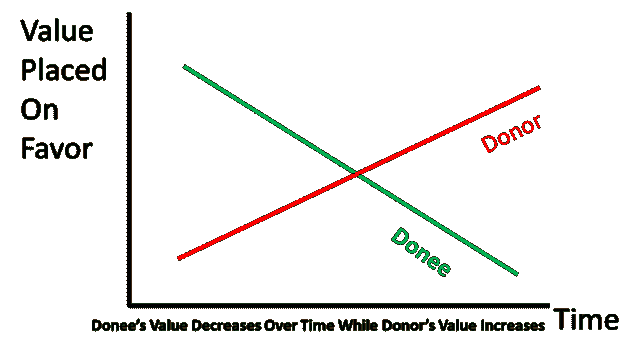 Value
Placed
On
Favor
Donor
Donee
Time
Donee's Value Decreases Over Time While Donor's Value Increases